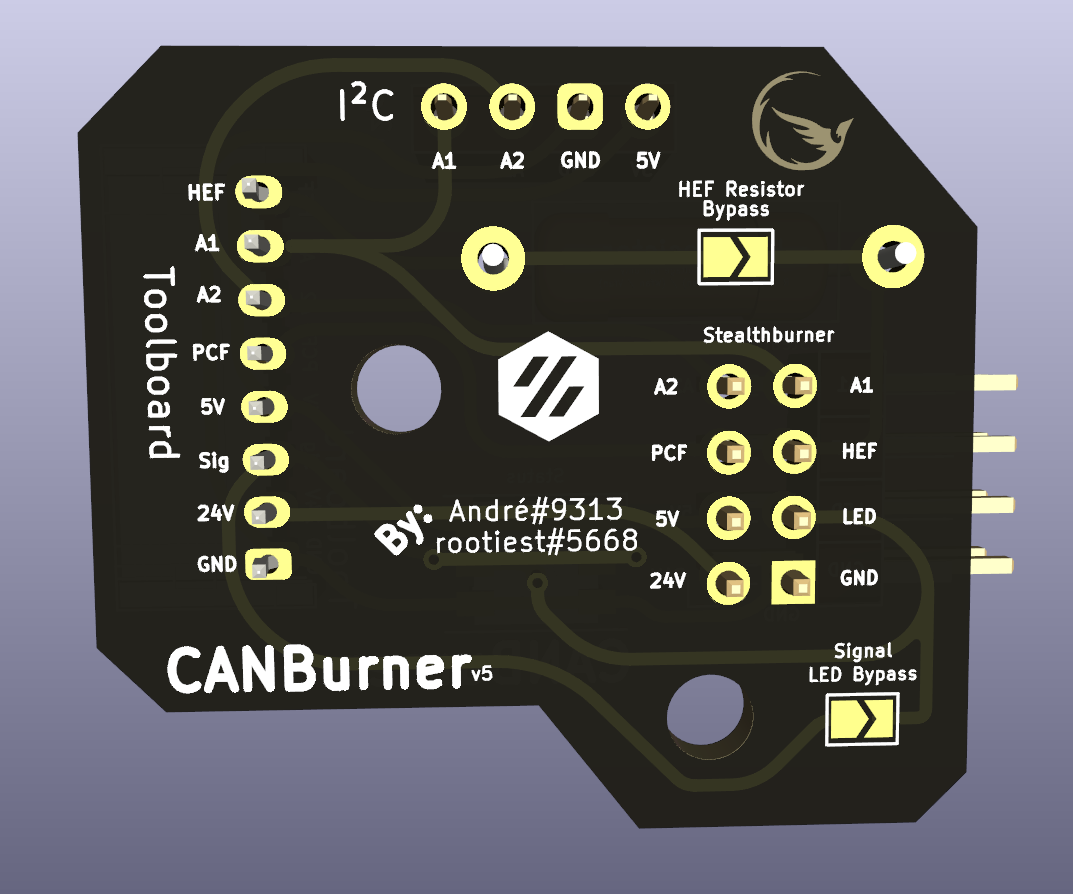 I²C
A1 A2 GND 5V
HEF Resistor
Bypass
Toolboard
HEF
A1
A2
PCF
5V
Sig
24V
GND
Stealthburner
A2 A1
PCF HEF
5V LED
24V GND
By: André#9313
rootiest#5668
CANBurner v5
Signal
LED Bypass